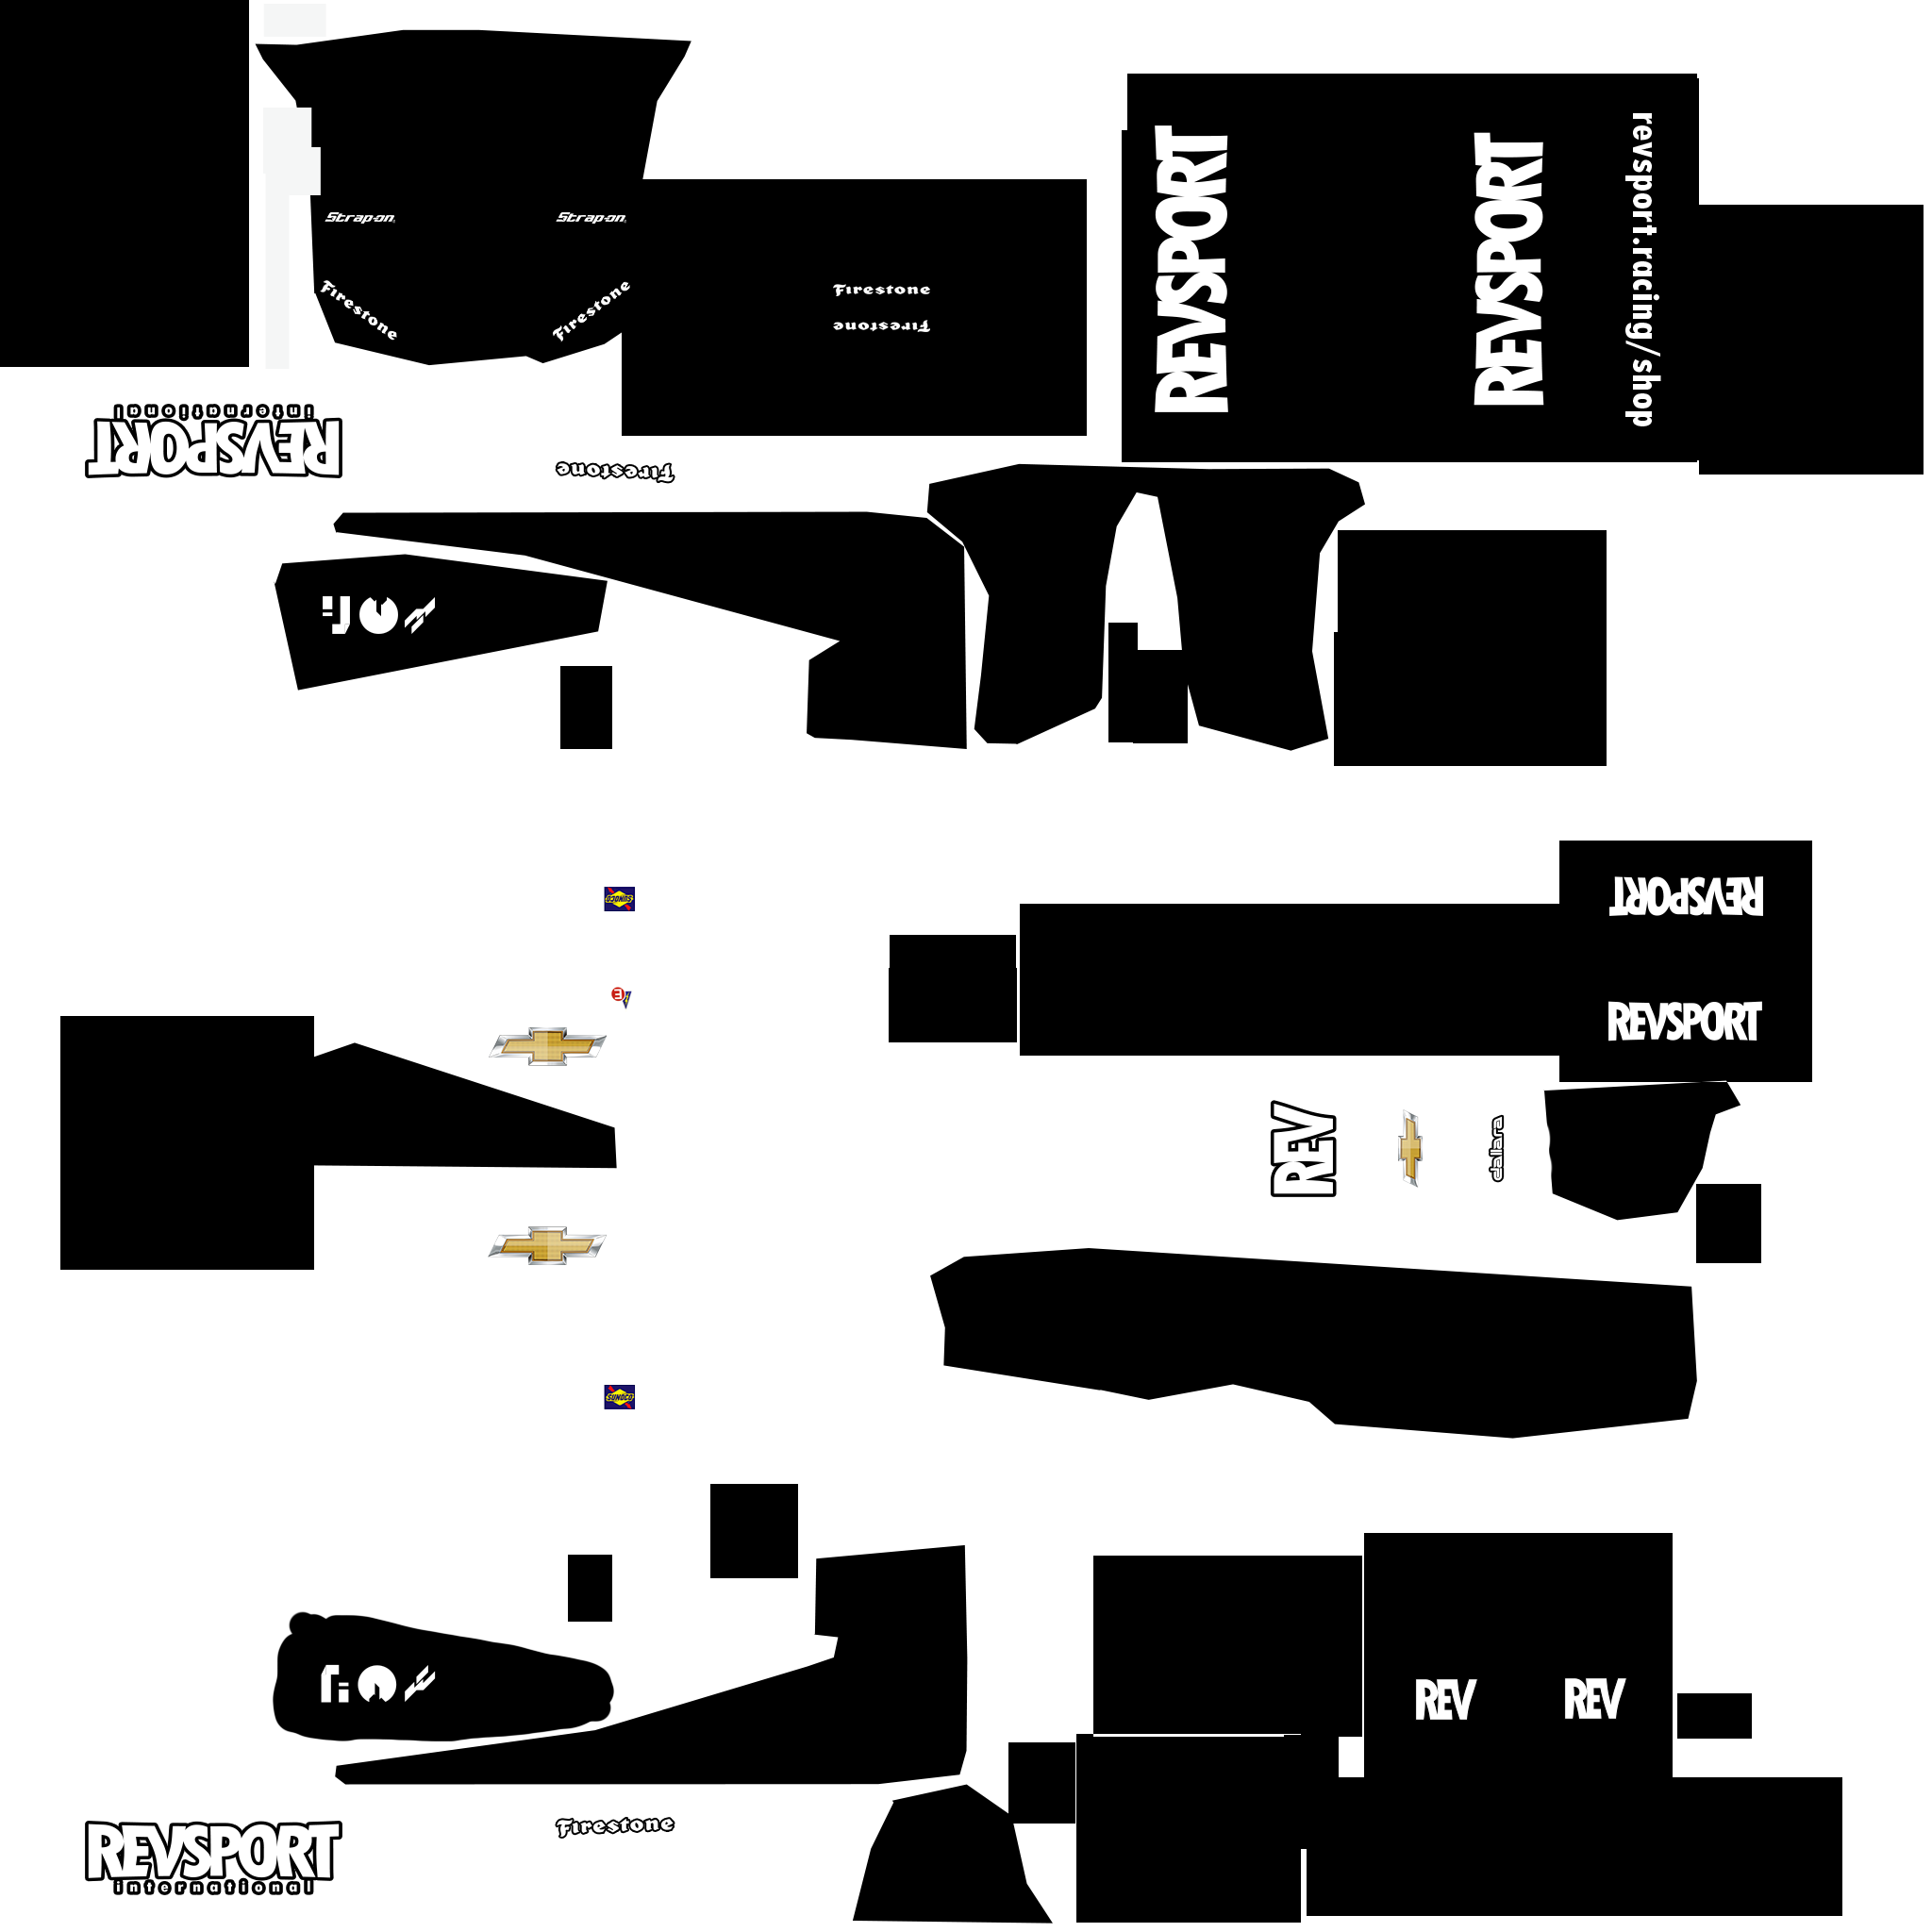 Strap-on
Strap-on
Firestone
Firestone
Firestone
Firestone
REVSPORT
REVSPORT
revsport.racing/shop
international
REVSPORT
Firestone
SUNOCO
REVSPORT
REVSPORT
REV
dallara
SUNOCO
REV
REV
Firestone
REVSPORT
international